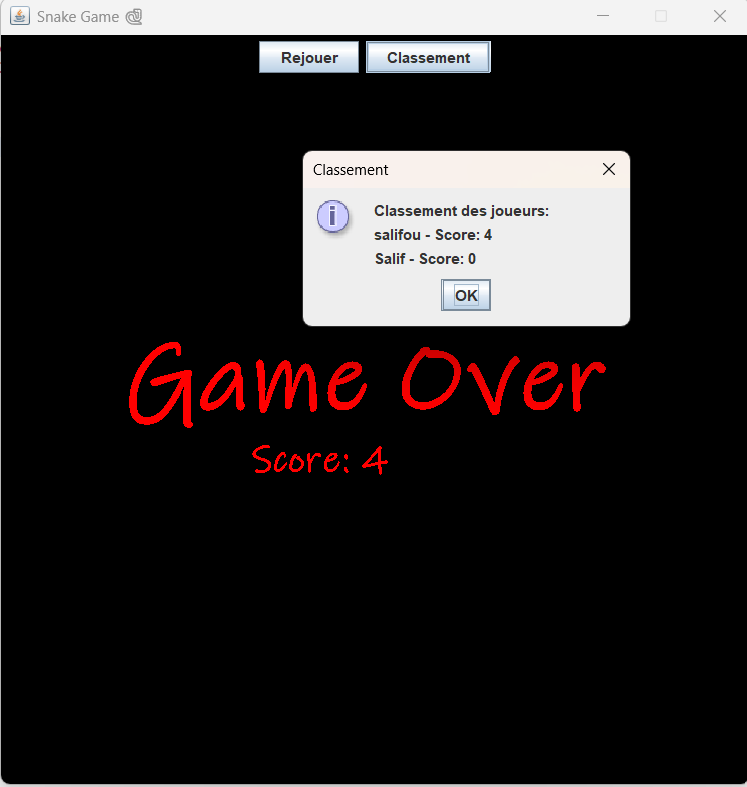 Snake Game
Rejouer Classement
Classement
Classement des joueurs:
salifou - Score: 4
Salif - Score: 0
OK
Game Over
Score: 4